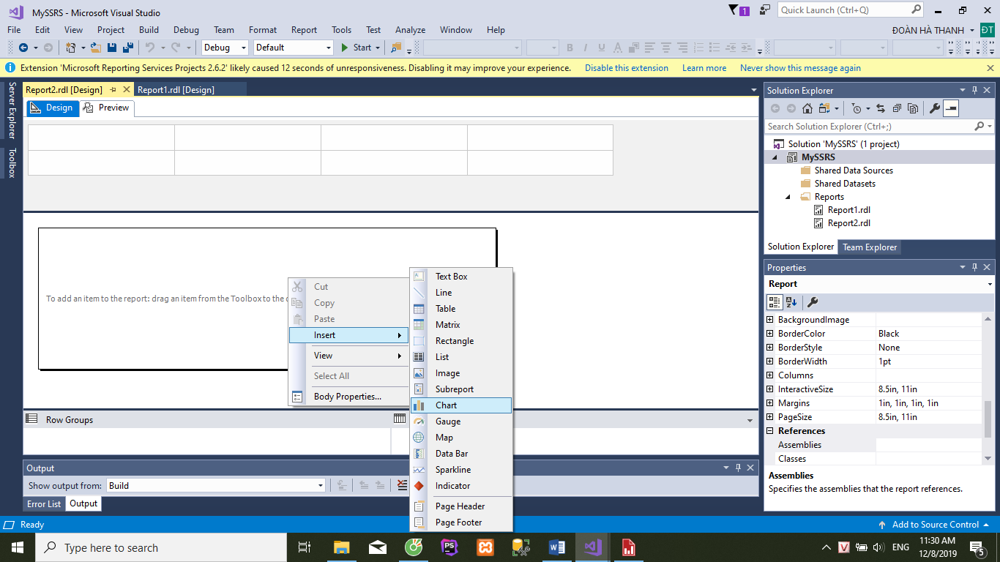 MySSRS - Microsoft Visual Studio
1
Quick Launch (Ctrl+Q)
File Edit View Project Build Debug Team Format Report Tools Test Analyze Window Help
ĐOÀN HÀ THANH
ĐT
Debug Default Start
B I U A
Extension 'Microsoft Reporting Services Projects 2.6.2' likely caused 12 seconds of unresponsiveness. Disabling it may improve your experience. Disable this extension Learn more Never show this message again
Server Explorer
Toolbox
Report2.rdl [Design] Report1.rdl [Design]
Design Preview
To add an item to the report: drag an item from the Toolbox to the
Cut
Copy
Paste
Insert
View
Select All
Body Properties...
Text Box
Line
Table
Matrix
Rectangle
List
Image
Subreport
Chart
Gauge
Map
Data Bar
Sparkline
Indicator
Page Header
Page Footer
Row Groups
Output
Show output from: Build
Error List Output
Solution Explorer
Search Solution Explorer (Ctrl+;)
Solution 'MySSRS' (1 project)
MySSRS
Shared Data Sources
Shared Datasets
Reports
Report1.rdl
Report2.rdl
Solution Explorer Team Explorer
Properties
Report
BackgroundImage
BorderColor Black
BorderStyle None
BorderWidth 1pt
Columns
InteractiveSize 8.5in, 11in
Margins 1in, 1in, 1in, 1in
PageSize 8.5in, 11in
References
Assemblies
Classes
Assemblies
Specifies the assemblies that the report references.
Ready
Add to Source Control
Type here to search
PS
W
V
ENG
11:30 AM
12/8/2019
5